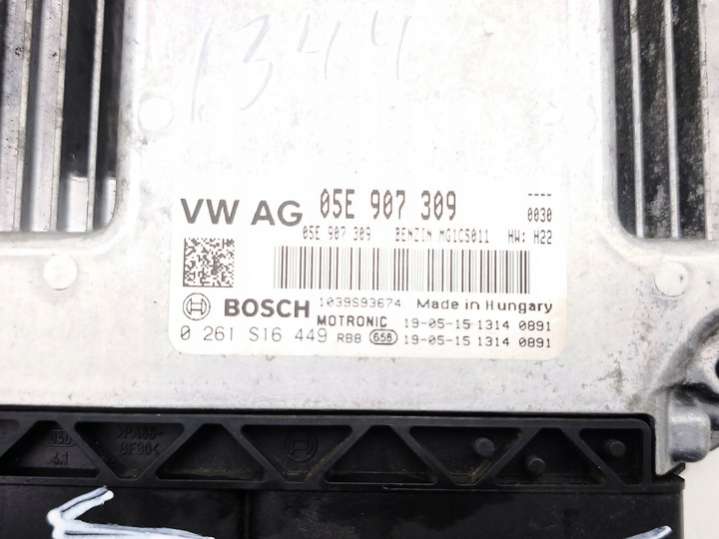 1344
VW AG 05E 907 309
----
0030
05E 907 309 BENZIN MG1CS011 HW: H22
BOSCH 1039S93674 Made in Hungary
MOTRONIC 19-05-15 1314 0891
0 261 S16 449 RBB 658 19-05-15 1314 0891